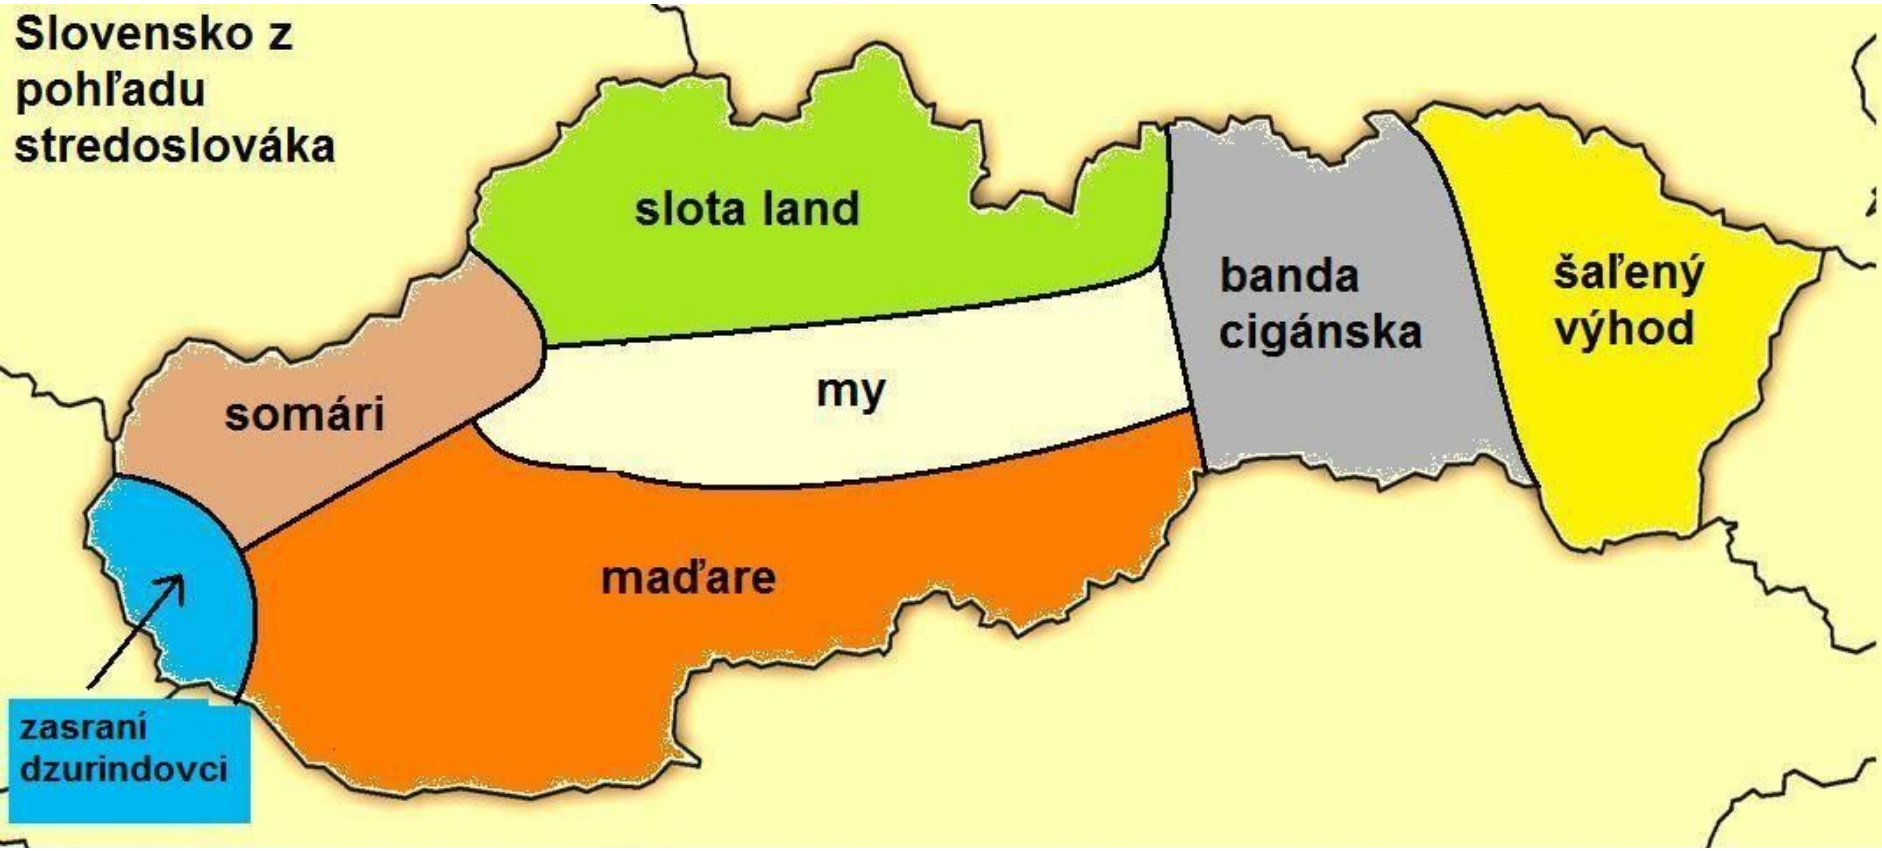 Slovensko z
pohľadu
stredoslováka
slota land
banda
cigánska
šaľený
výhod
my
somári
maďare
zasraní
dzurindovci